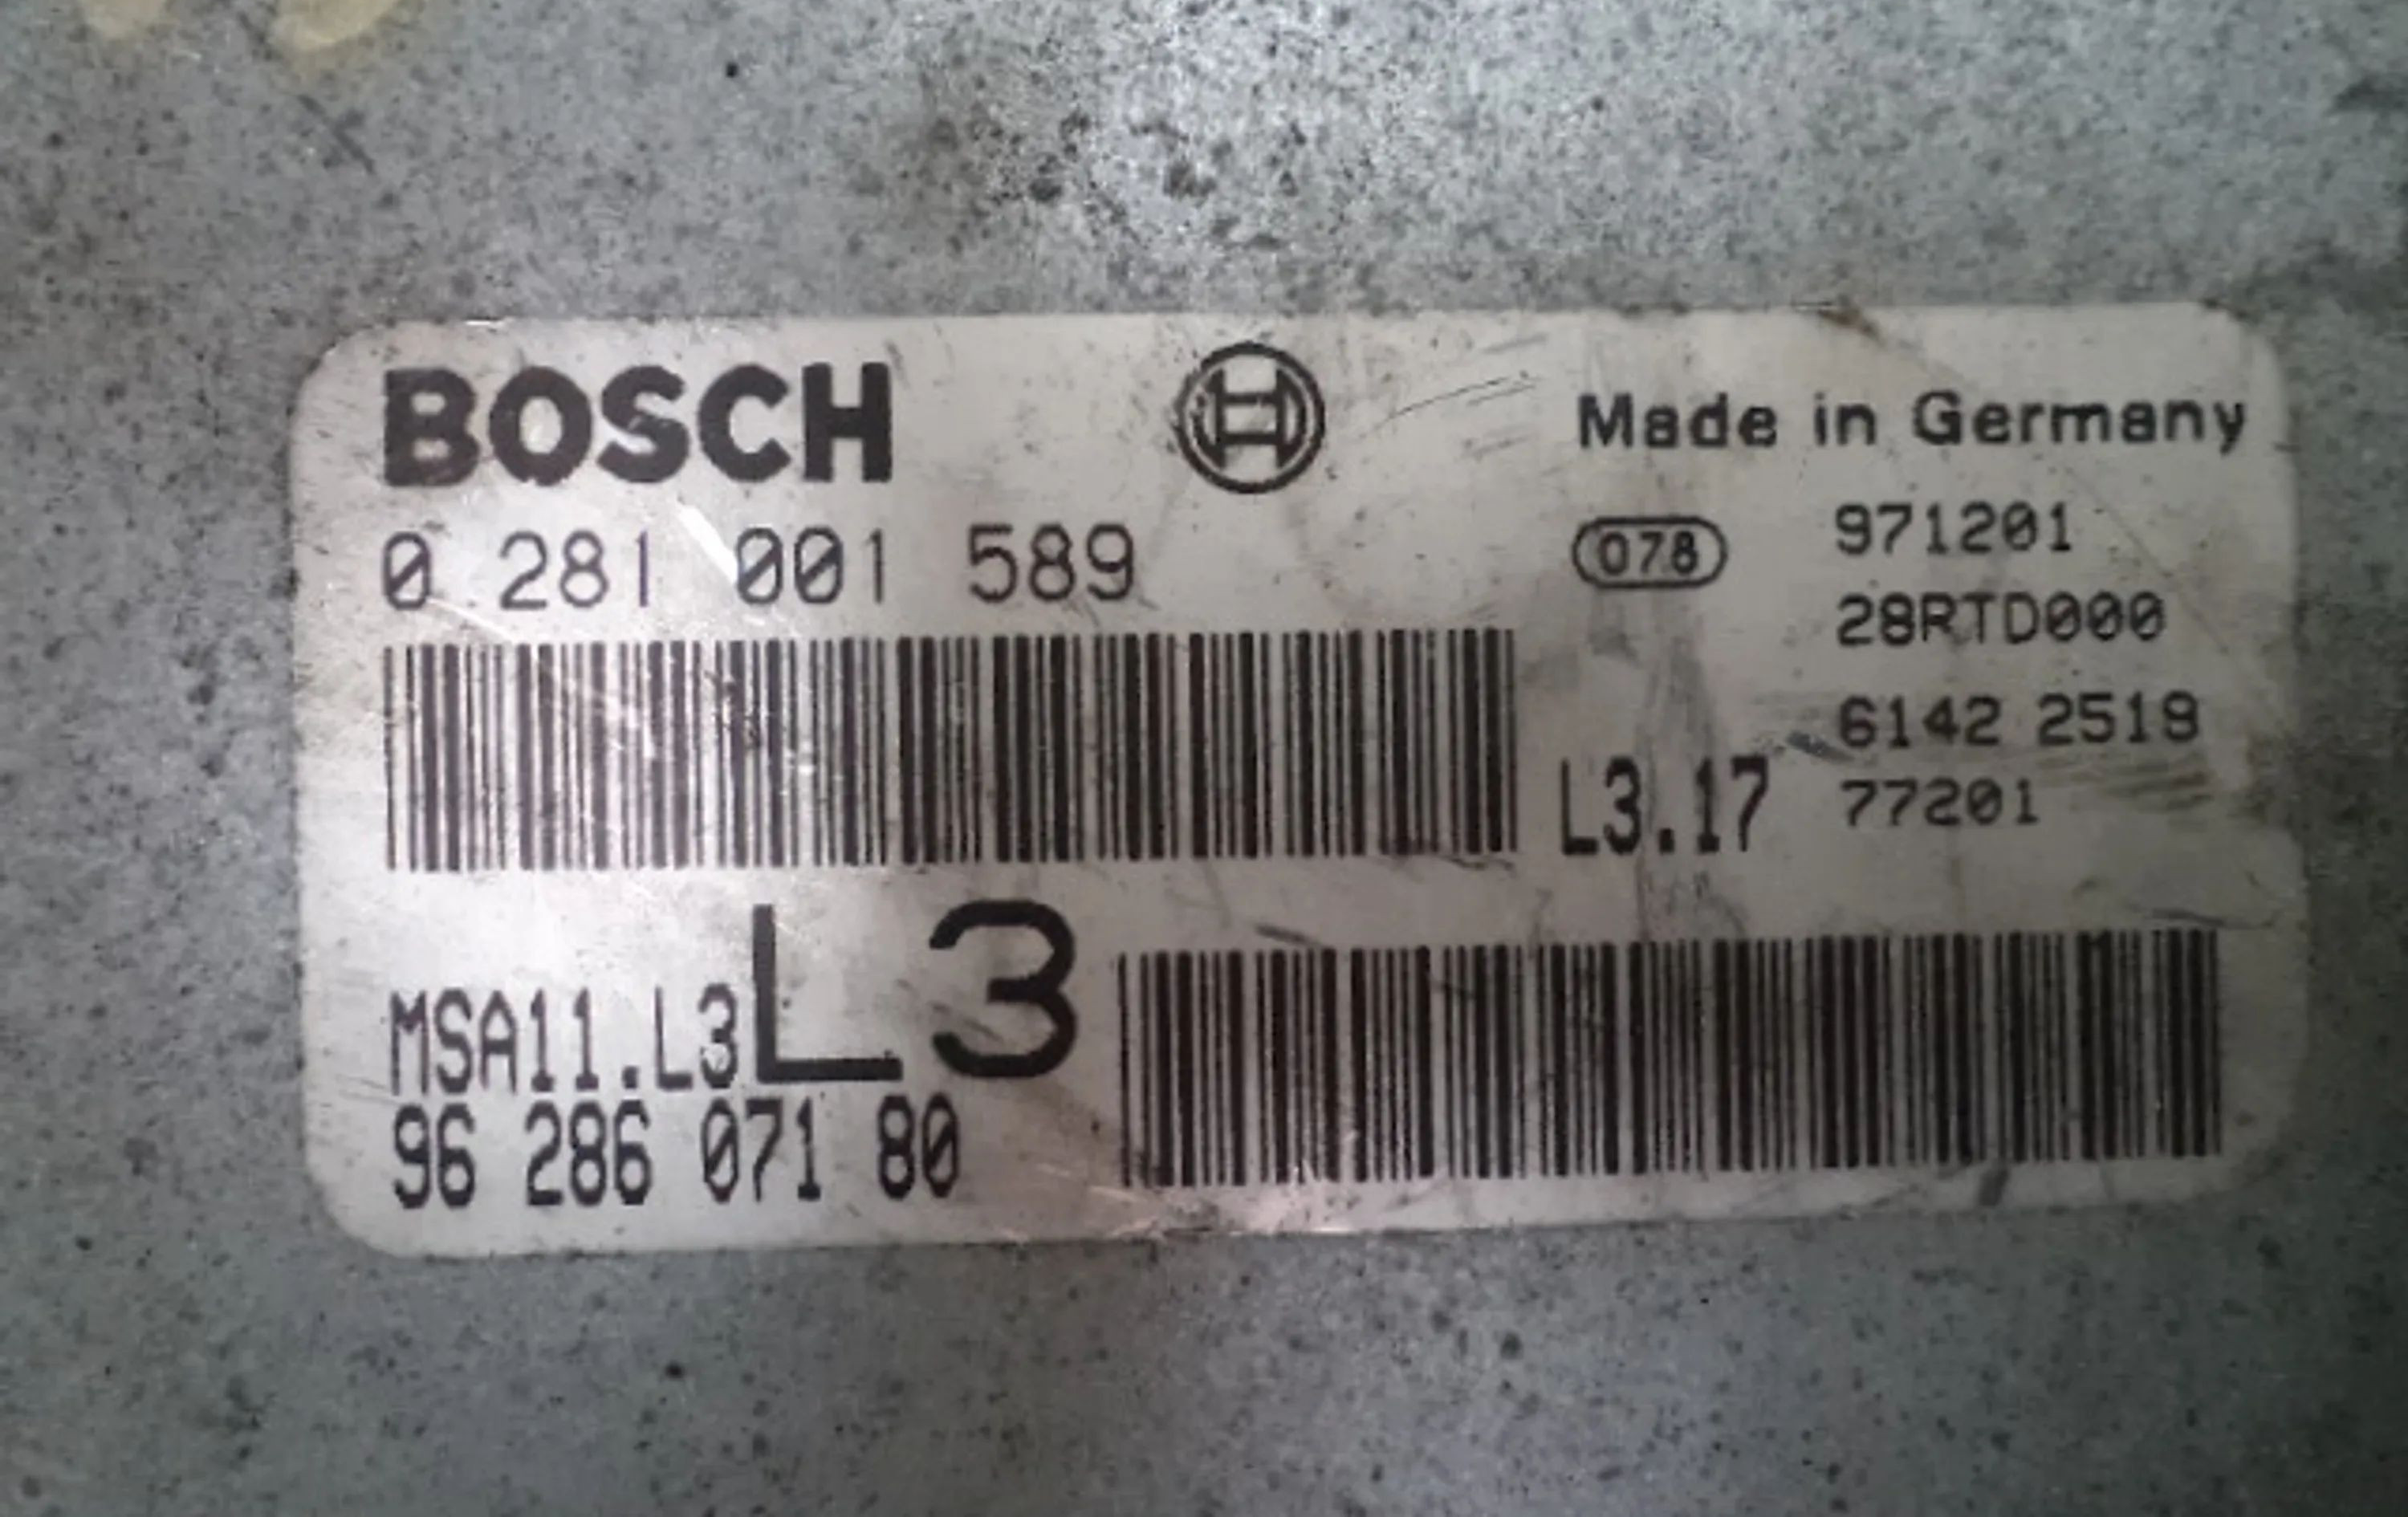 BOSCH
Made in Germany
0 281 001 589
078
971201
28RTD000
6142 2518
L3.17
77201
MSA11.L3
L3
96 286 071 80